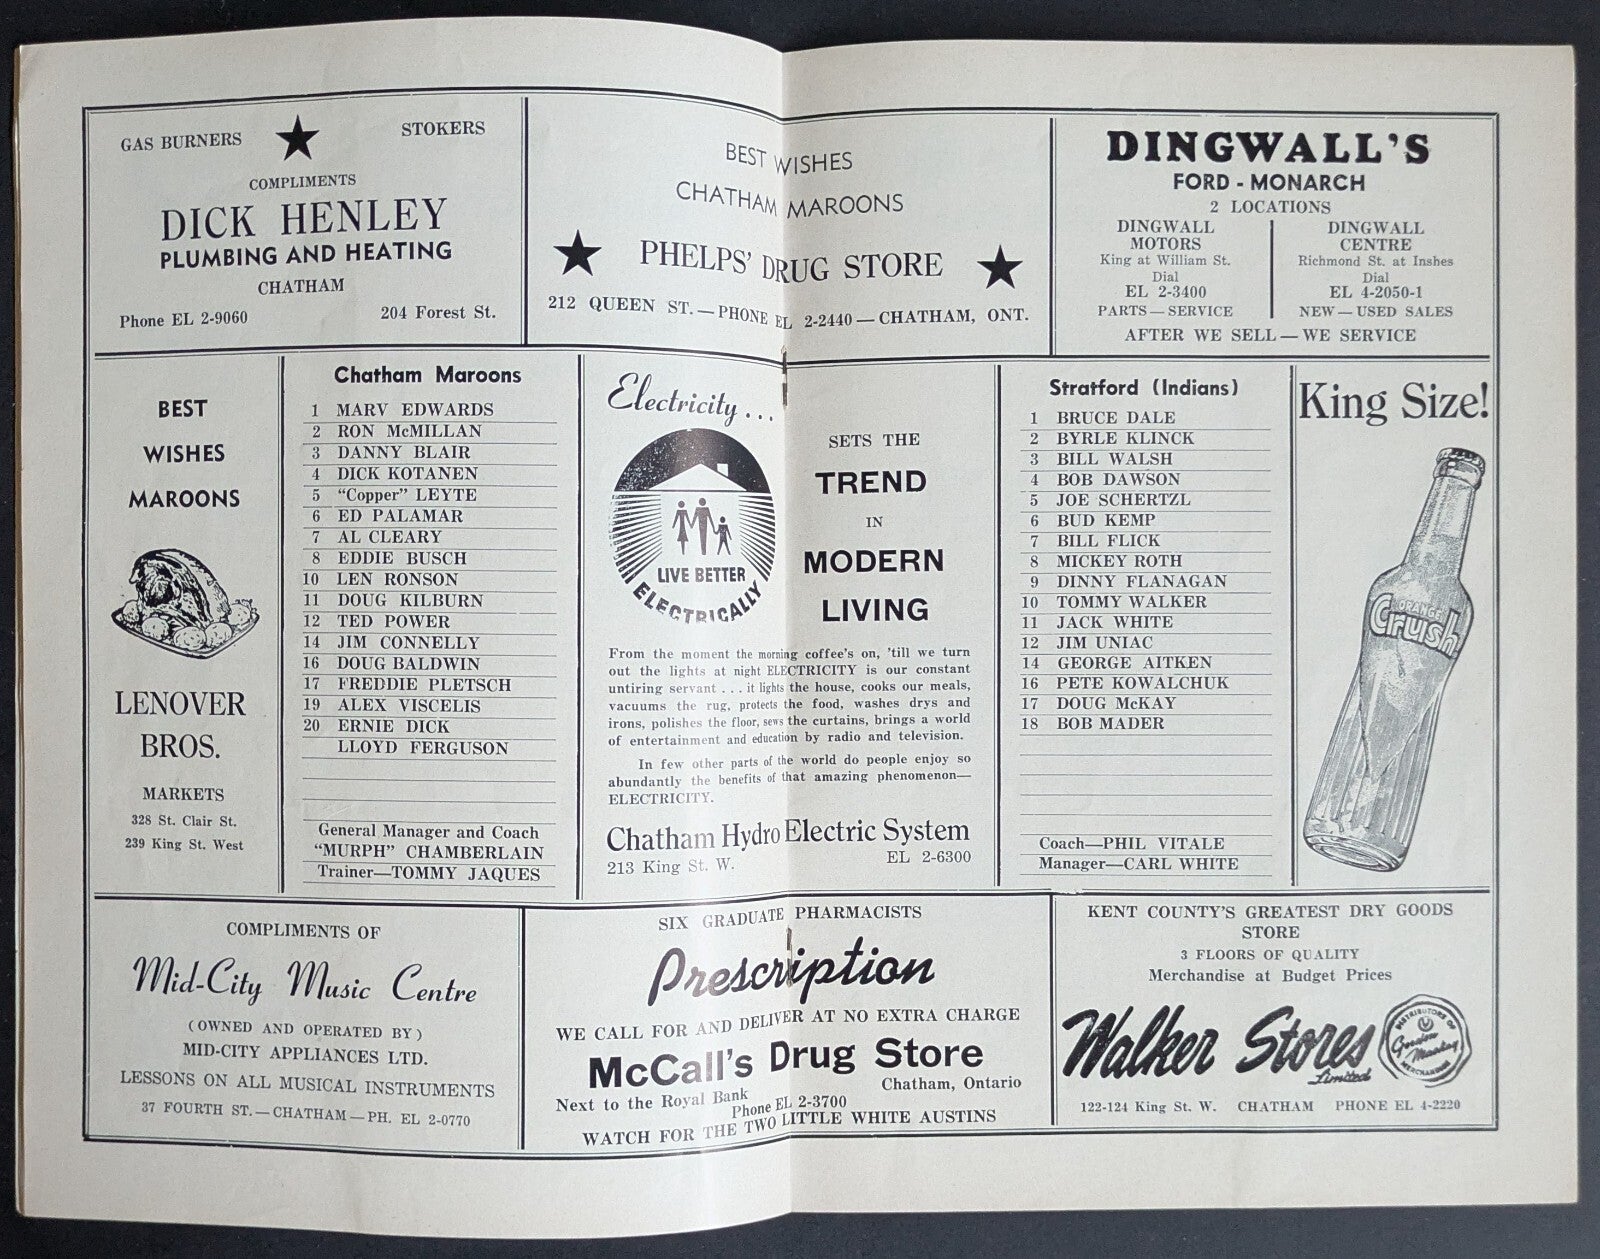 GAS BURNERS STOKERS
COMPLIMENTS
DICK HENLEY
PLUMBING AND HEATING
CHATHAM
Phone EL 2-9060 204 Forest St.
BEST WISHES
CHATHAM MAROONS
PHELPS' DRUG STORE
212 QUEEN ST. — PHONE EL 2-2440 — CHATHAM, ONT.
DINGWALL'S
FORD - MONARCH
2 LOCATIONS
DINGWALL
MOTORS
King at William St.
Dial
EL 2-3400
PARTS — SERVICE
DINGWALL
CENTRE
Richmond St. at Inshes
Dial
EL 4-2050-1
NEW — USED SALES
AFTER WE SELL — WE SERVICE
BEST
WISHES
MAROONS
LENOVER
BROS.
MARKETS
328 St. Clair St.
239 King St. West
Chatham Maroons
1 MARV EDWARDS
2 RON McMILLAN
3 DANNY BLAIR
4 DICK KOTANEN
5 "Copper" LEYTE
6 ED PALAMAR
7 AL CLEARY
8 EDDIE BUSCH
10 LEN RONSON
11 DOUG KILBURN
12 TED POWER
14 JIM CONNELLY
16 DOUG BALDWIN
17 FREDDIE PLETSCH
19 ALEX VISCELIS
20 ERNIE DICK
LLOYD FERGUSON
General Manager and Coach
"MURPH" CHAMBERLAIN
Trainer—TOMMY JAQUES
Electricity . . .
LIVE BETTER
ELECTRICALLY
SETS THE
TREND
IN
MODERN
LIVING
From the moment the morning coffee's on, 'till we turn
out the lights at night ELECTRICITY is our constant
untiring servant . . . it lights the house, cooks our meals,
vacuums the rug, protects the food, washes drys and
irons, polishes the floor, sews the curtains, brings a world
of entertainment and education by radio and television.
In few other parts of the world do people enjoy so
abundantly the benefits of that amazing phenomenon—
ELECTRICITY.
Chatham Hydro Electric System
213 King St. W. EL 2-6300
Stratford (Indians)
1 BRUCE DALE
2 BYRLE KLINCK
3 BILL WALSH
4 BOB DAWSON
5 JOE SCHERTZL
6 BUD KEMP
7 BILL FLICK
8 MICKEY ROTH
9 DINNY FLANAGAN
10 TOMMY WALKER
11 JACK WHITE
12 JIM UNIAC
14 GEORGE AITKEN
16 PETE KOWALCHUK
17 DOUG McKAY
18 BOB MADER
Coach—PHIL VITALE
Manager—CARL WHITE
King Size!
ORANGE
Crush
COMPLIMENTS OF
Mid-City Music Centre
(OWNED AND OPERATED BY)
MID-CITY APPLIANCES LTD.
LESSONS ON ALL MUSICAL INSTRUMENTS
37 FOURTH ST. — CHATHAM — PH. EL 2-0770
SIX GRADUATE PHARMACISTS
Prescription
WE CALL FOR AND DELIVER AT NO EXTRA CHARGE
McCall's Drug Store
Chatham, Ontario
Next to the Royal Bank
Phone EL 2-3700
WATCH FOR THE TWO LITTLE WHITE AUSTINS
KENT COUNTY'S GREATEST DRY GOODS
STORE
3 FLOORS OF QUALITY
Merchandise at Budget Prices
Walker Stores
Limited
DISTRIBUTORS OF
Gordon
Mackay
MERCHANDISE
122-124 King St. W. CHATHAM PHONE EL 4-2220